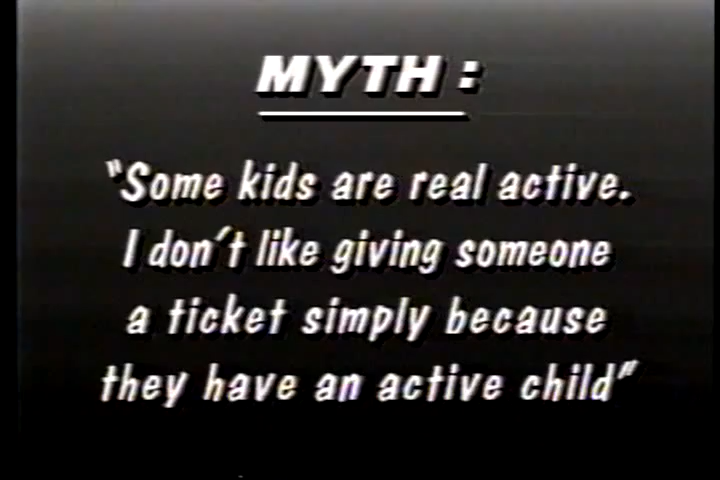 MYTH:
"Some kids are real active.
I don't like giving someone
a ticket simply because
they have an active child"